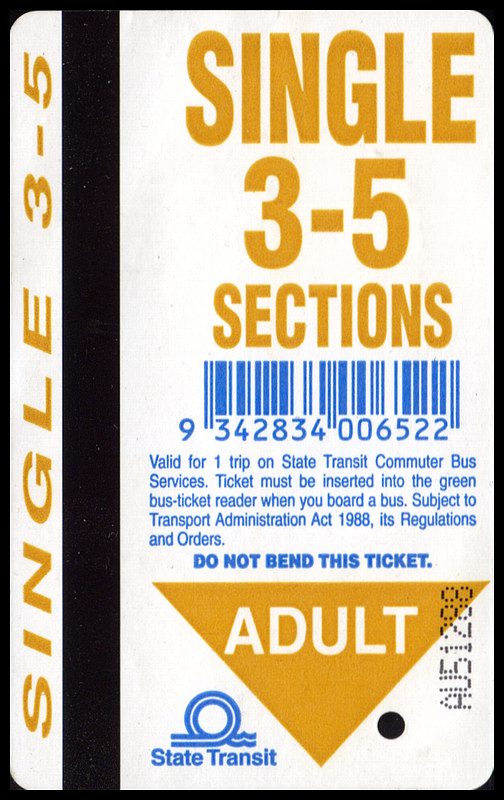 SINGLE 3-5
SINGLE
3-5
SECTIONS
9 342834 006522
Valid for 1 trip on State Transit Commuter Bus
Services. Ticket must be inserted into the green
bus-ticket reader when you board a bus. Subject to
Transport Administration Act 1988, its Regulations
and Orders.
DO NOT BEND THIS TICKET.
ADULT
AU51288
State Transit